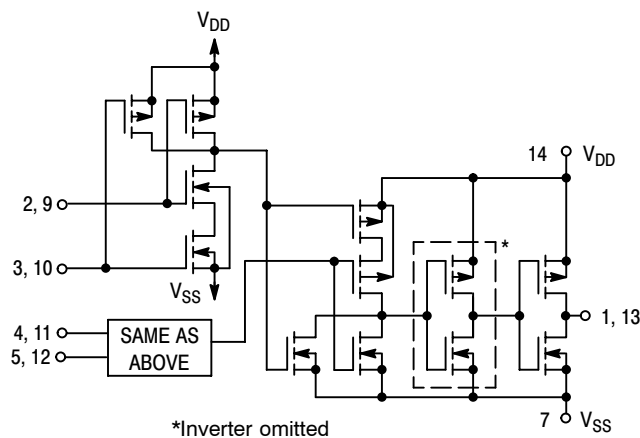 VDD
14
VDD
*
2, 9
3, 10
VSS
4, 11
5, 12
SAME AS
ABOVE
1, 13
7
VSS
*Inverter omitted